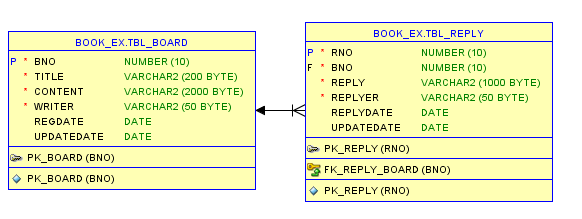 BOOK_EX.TBL_BOARD
P * BNO NUMBER (10)
* TITLE VARCHAR2 (200 BYTE)
* CONTENT VARCHAR2 (2000 BYTE)
* WRITER VARCHAR2 (50 BYTE)
REGDATE DATE
UPDATEDATE DATE
PK_BOARD (BNO)
PK_BOARD (BNO)
BOOK_EX.TBL_REPLY
P * RNO NUMBER (10)
F * BNO NUMBER (10)
* REPLY VARCHAR2 (1000 BYTE)
* REPLYER VARCHAR2 (50 BYTE)
REPLYDATE DATE
UPDATEDATE DATE
PK_REPLY (RNO)
FK_REPLY_BOARD (BNO)
PK_REPLY (RNO)